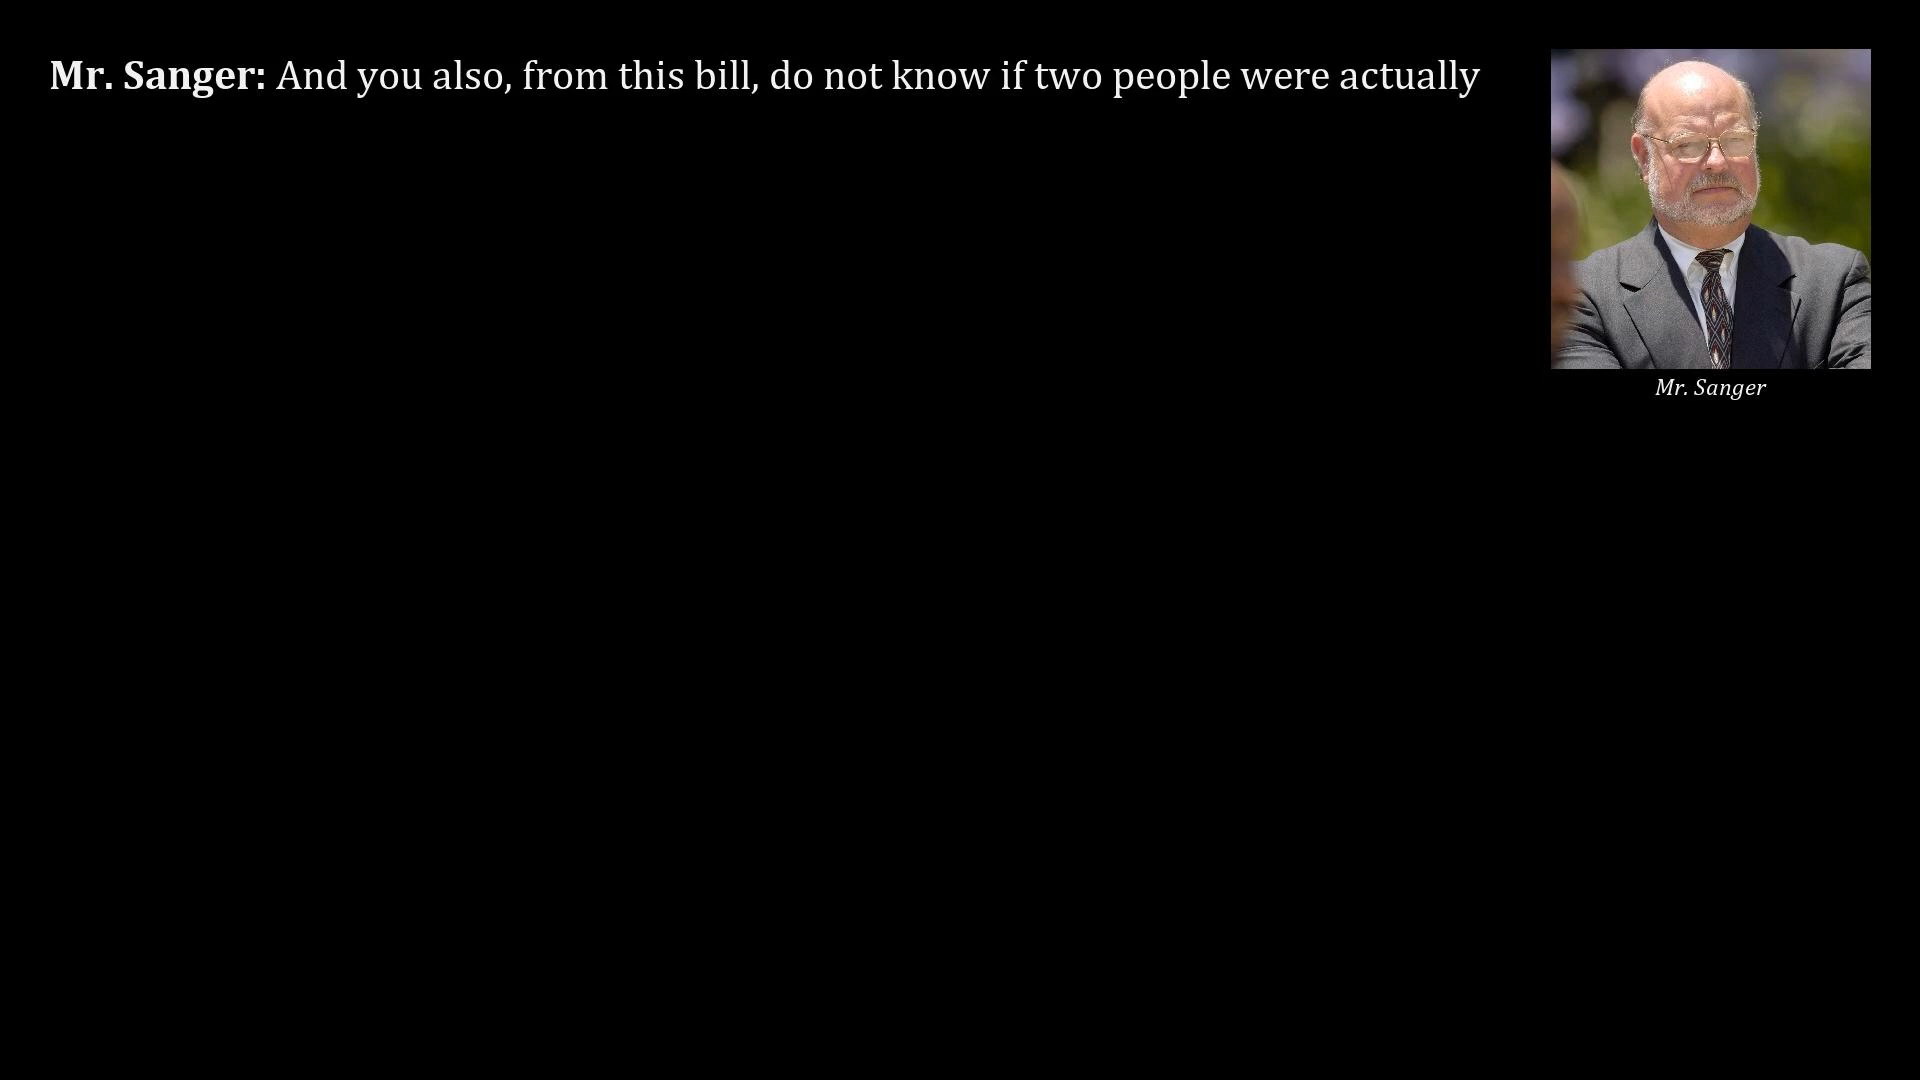 Mr. Sanger: And you also, from this bill, do not know if two people were actually
Mr. Sanger